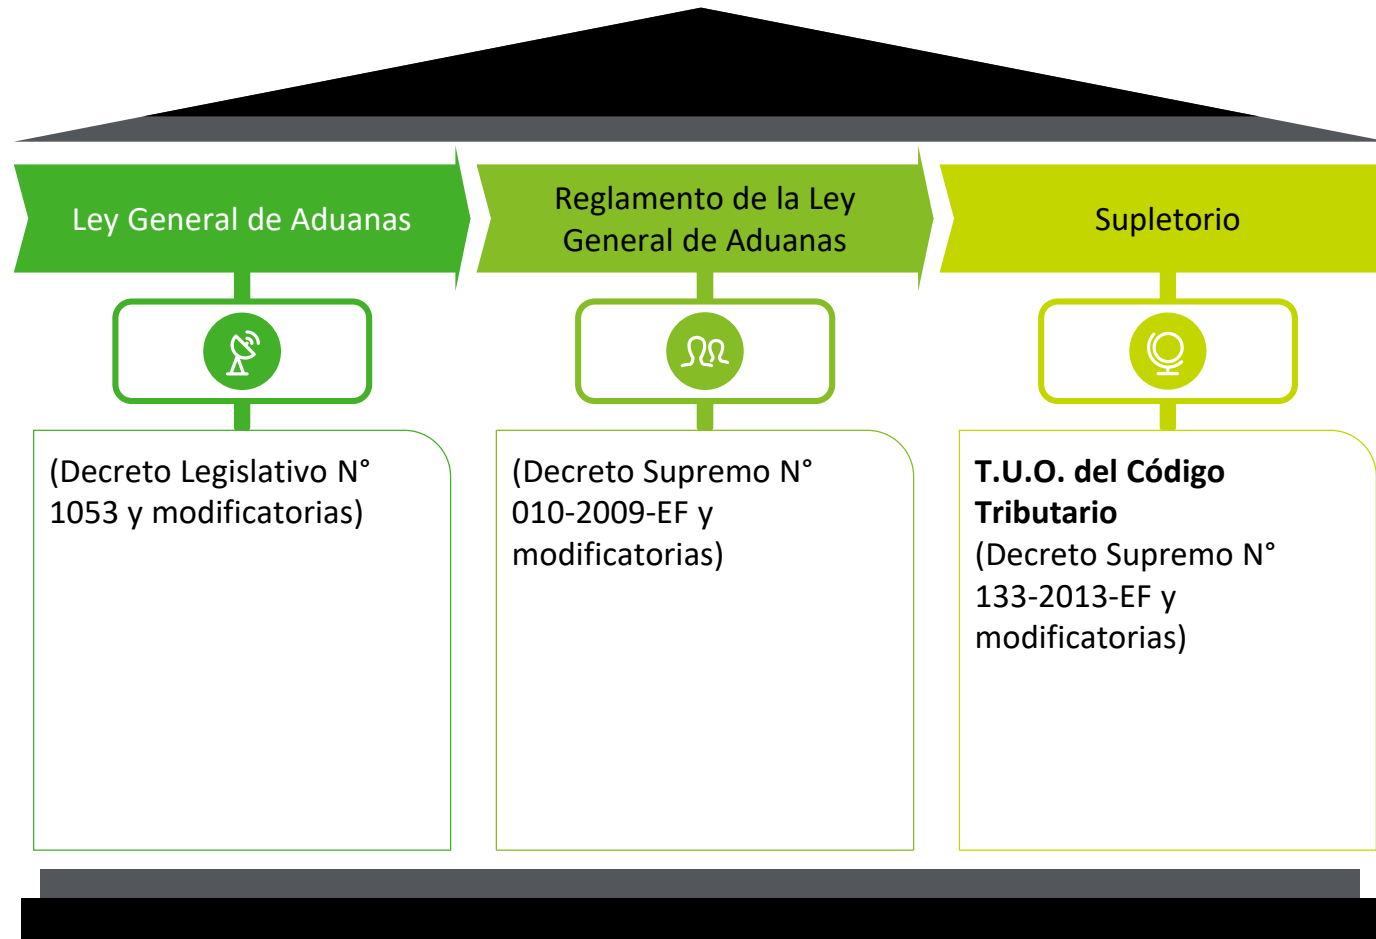 Ley General de Aduanas
Reglamento de la Ley
General de Aduanas
Supletorio
(Decreto Legislativo N°
1053 y modificatorias)
(Decreto Supremo N°
010-2009-EF y
modificatorias)
T.U.O. del Código
Tributario
(Decreto Supremo N°
133-2013-EF y
modificatorias)